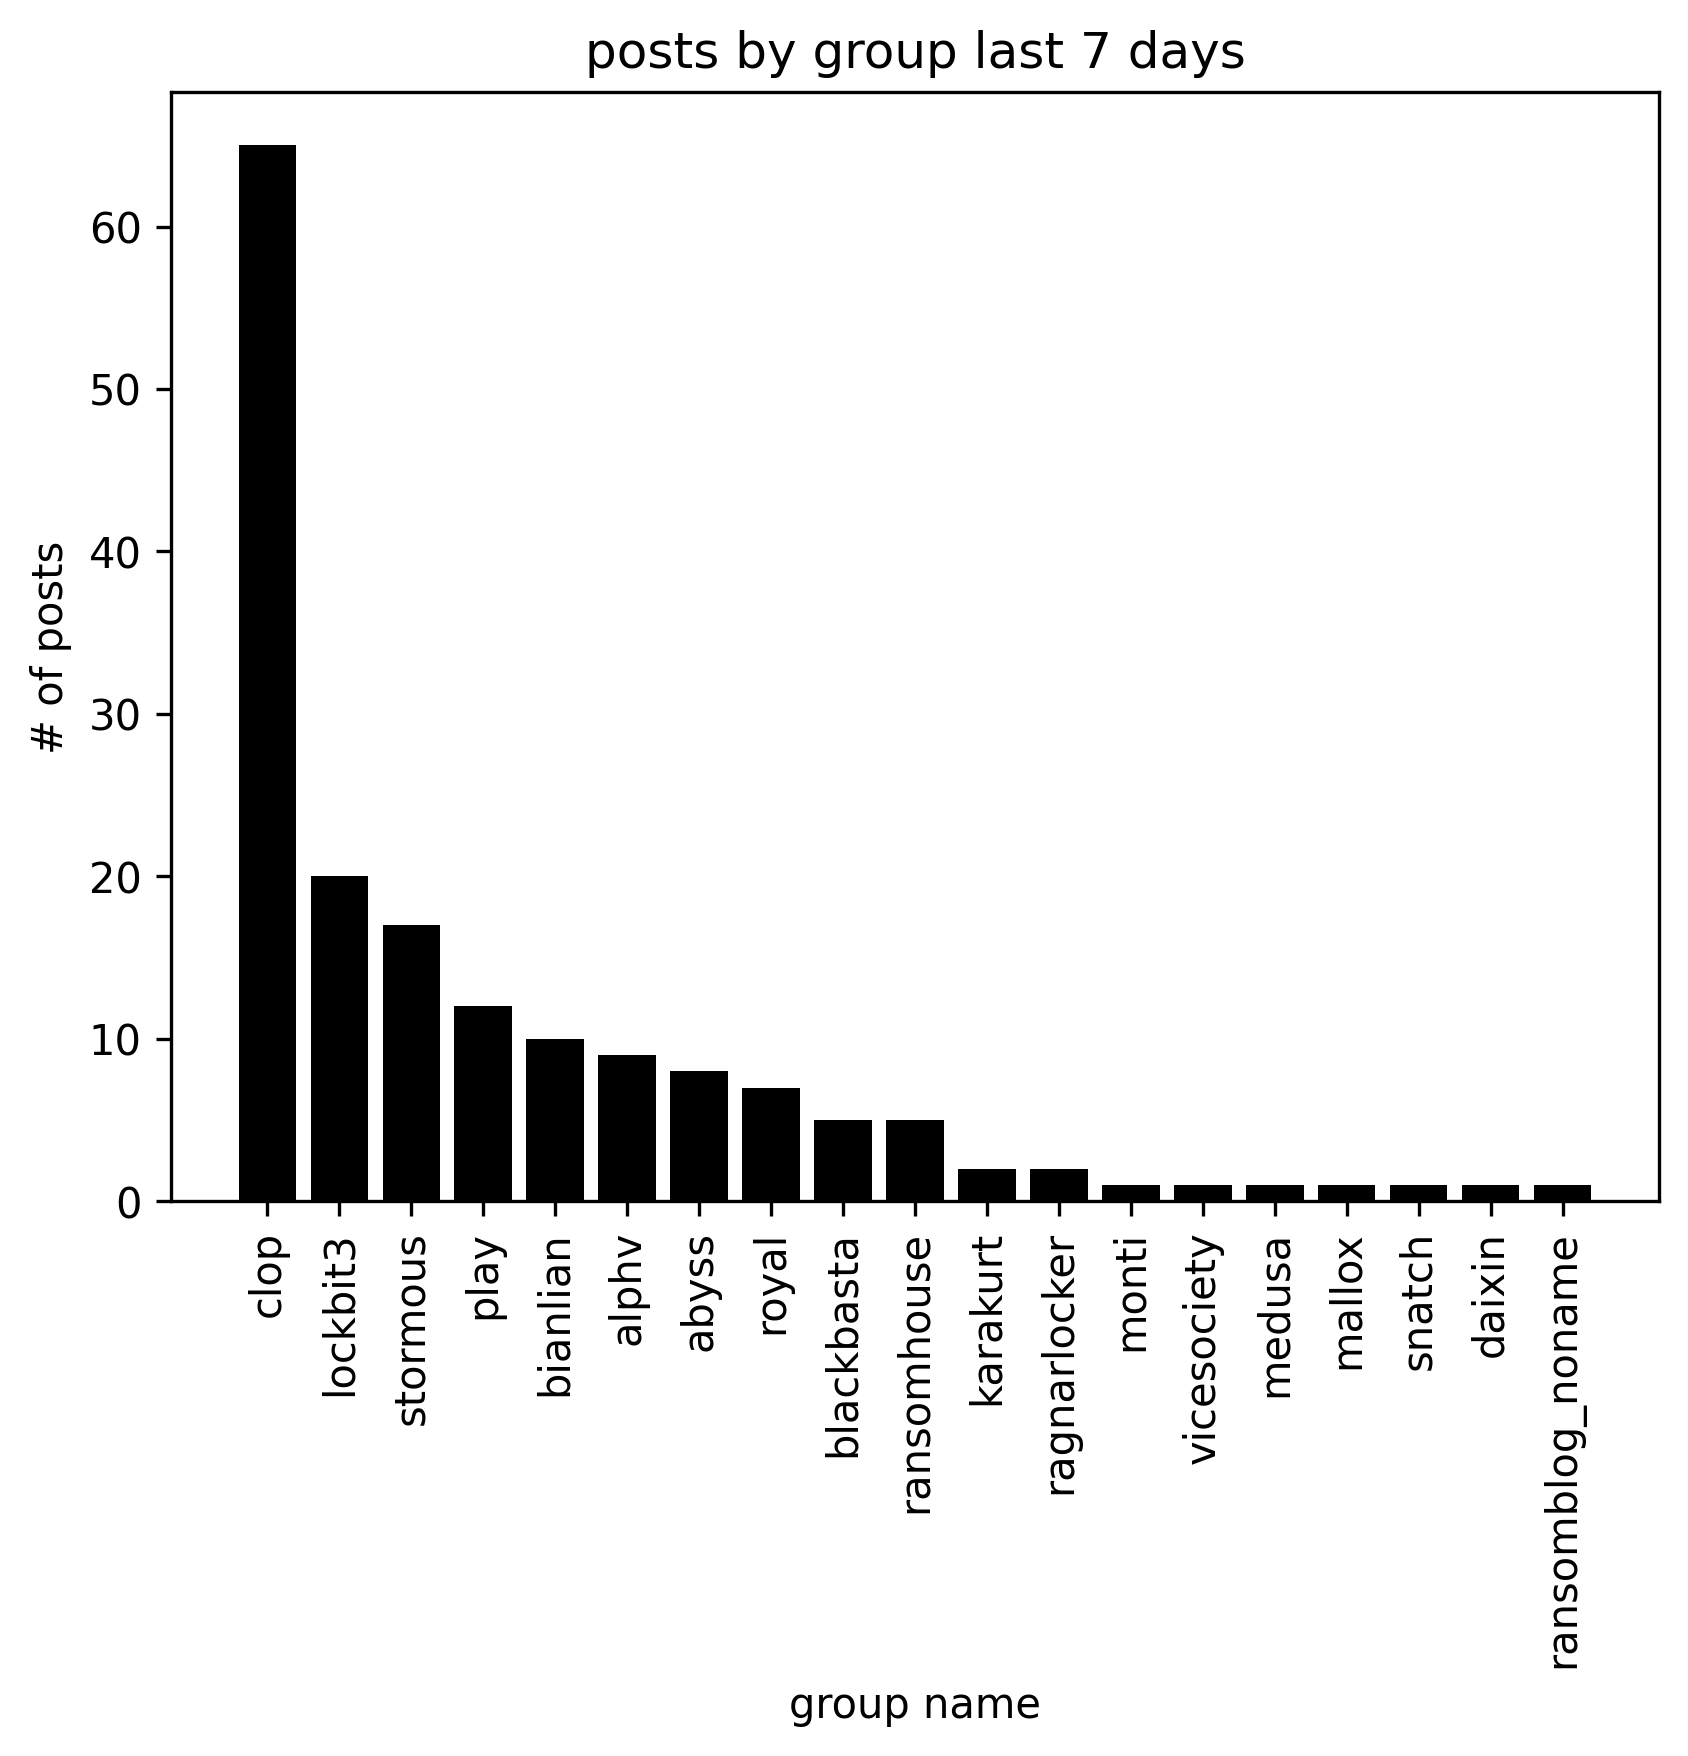 posts by group last 7 days
# of posts
60
50
40
30
20
10
0
clop
lockbit3
stormous
play
bianlian
alphv
abyss
royal
blackbasta
ransomhouse
karakurt
ragnarlocker
monti
vicesociety
medusa
mallox
snatch
daixin
ransomblog_noname
group name